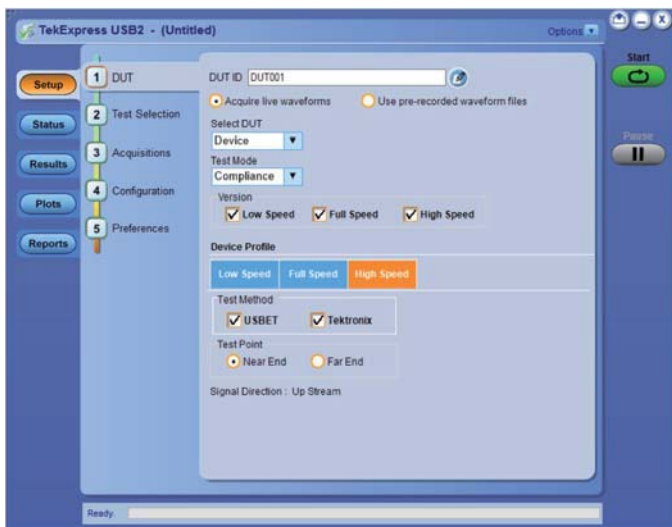 TekExpress USB2 - (Untitled)
Options
Start
Pause
Setup
Status
Results
Plots
Reports
1 DUT
2 Test Selection
3 Acquisitions
4 Configuration
5 Preferences
DUT ID DUT001
Acquire live waveforms Use pre-recorded waveform files
Select DUT
Device
Test Mode
Compliance
Version
Low Speed Full Speed High Speed
Device Profile
Low Speed Full Speed High Speed
Test Method
USBET Tektronix
Test Point
Near End Far End
Signal Direction : Up Stream
Ready.